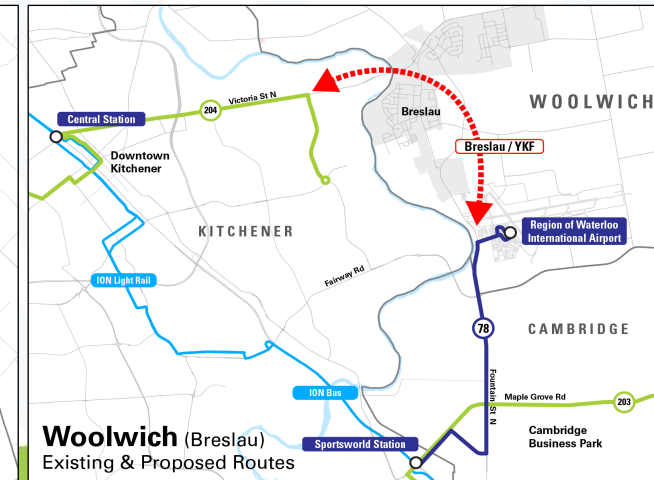 WOOLWICH
Breslau
Victoria St N
204
Central Station
Downtown
Kitchener
Breslau / YKF
Region of Waterloo
International Airport
KITCHENER
Fairway Rd
ION Light Rail
78
CAMBRIDGE
Fountain St N
ION Bus
Maple Grove Rd
203
Cambridge
Business Park
Sportsworld Station
Woolwich (Breslau)
Existing & Proposed Routes